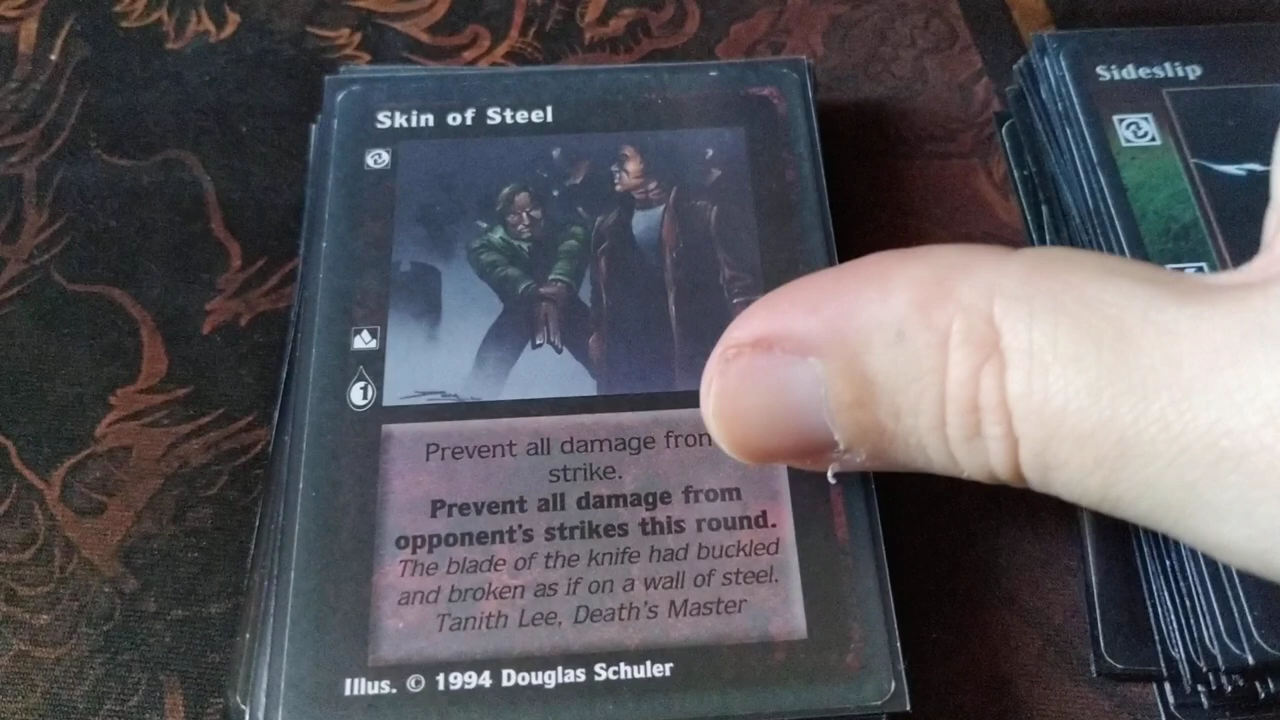 Skin of Steel
1
Prevent all damage from
strike.
Prevent all damage from
opponent's strikes this round.
The blade of the knife had buckled
and broken as if on a wall of steel.
Tanith Lee, Death's Master
Illus. © 1994 Douglas Schuler
Sideslip